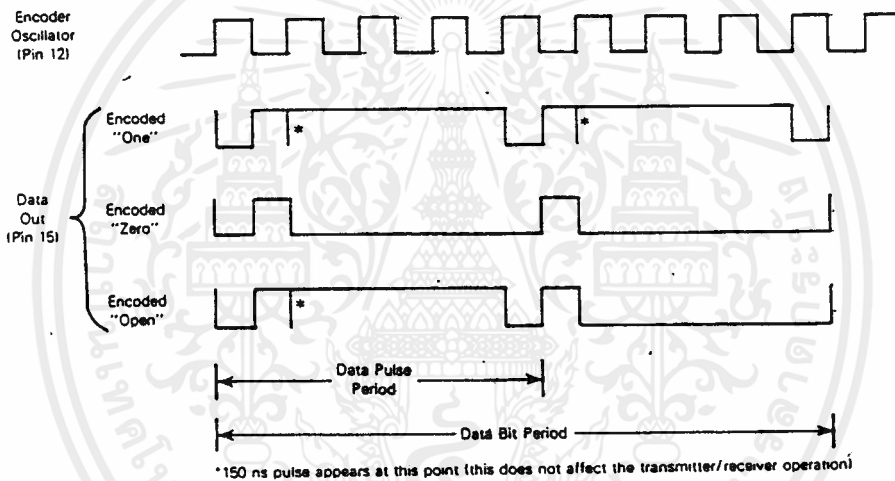 Encoder
Oscillator
(Pin 12)
Encoded
"One"
*
*
Data
Out
(Pin 15)
Encoded
"Zero"
Encoded
"Open"
*
Data Pulse
Period
Data Bit Period
*150 ns pulse appears at this point (this does not affect the transmitter/receiver operation)